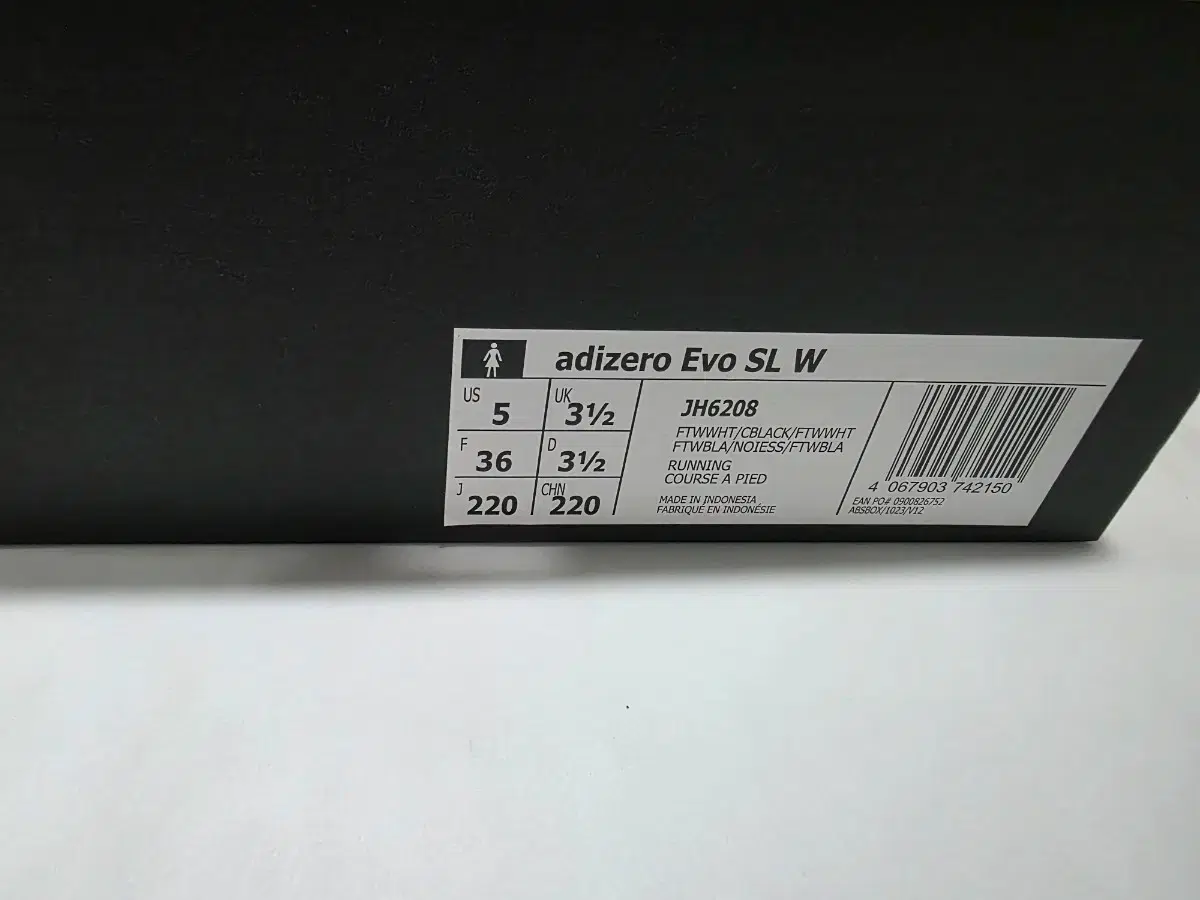 adizero Evo SL W
US 5 UK 3½
F 36 D 3½
J 220 CHN 220
JH6208
FTWWHT/CBLACK/FTWWHT
FTWBLA/NOIESS/FTWBLA
RUNNING
COURSE A PIED
MADE IN INDONESIA
FABRIQUÉ EN INDONÉSIE
4 067903 742150
EAN PO# 0900826752
ABSBOX/1023/V12